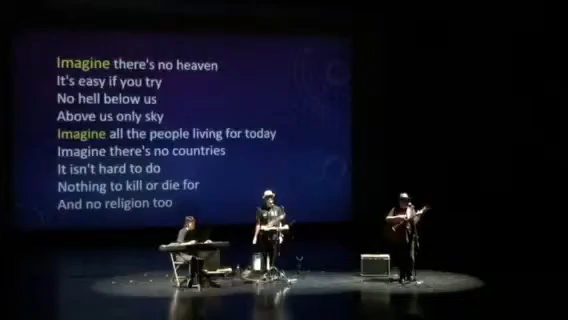 Imagine there's no heaven
It's easy if you try
No hell below us
Above us only sky
Imagine all the people living for today
Imagine there's no countries
It isn't hard to do
Nothing to kill or die for
And no religion too